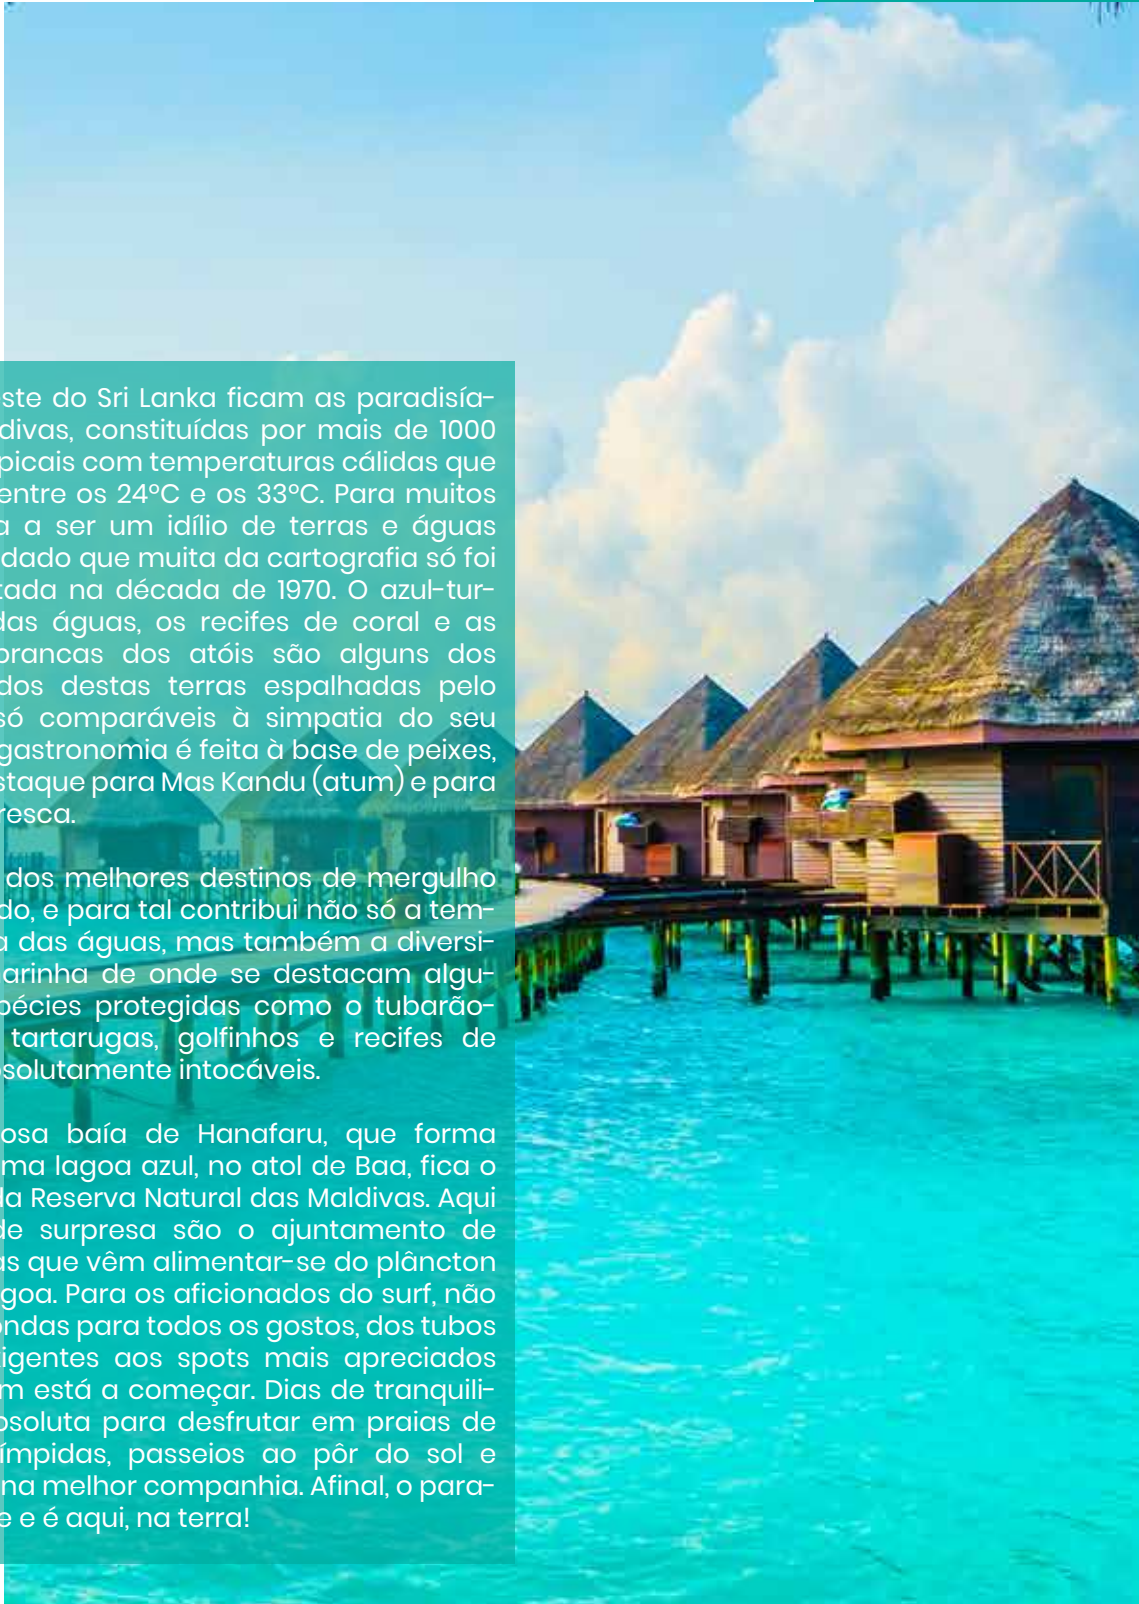 ste do Sri Lanka ficam as paradisía-
divas, constituídas por mais de 1000
picais com temperaturas cálidas que
entre os 24ºC e os 33ºC. Para muitos
a a ser um idílio de terras e águas
dado que muita da cartografia só foi
tada na década de 1970. O azul-tur-
das águas, os recifes de coral e as
brancas dos atóis são alguns dos
dos destas terras espalhadas pelo
só comparáveis à simpatia do seu
gastronomia é feita à base de peixes,
staque para Mas Kandu (atum) e para
resca.
dos melhores destinos de mergulho
do, e para tal contribui não só a tem-
a das águas, mas também a diversi-
arinha de onde se destacam algu-
pécies protegidas como o tubarão-
tartarugas, golfinhos e recifes de
solutamente intocáveis.
osa baía de Hanafaru, que forma
ma lagoa azul, no atol de Baa, fica o
da Reserva Natural das Maldivas. Aqui
de surpresa são o ajuntamento de
as que vêm alimentar-se do plâncton
goa. Para os aficionados do surf, não
ondas para todos os gostos, dos tubos
igentes aos spots mais apreciados
m está a começar. Dias de tranquili-
bsoluta para desfrutar em praias de
ímpidas, passeios ao pôr do sol e
na melhor companhia. Afinal, o para-
e e é aqui, na terra!